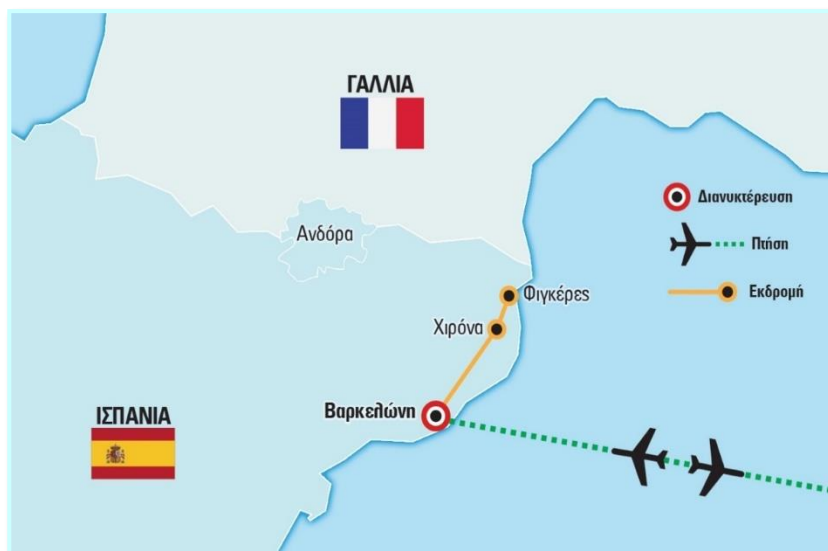 ΓΑΛΛΙΑ
Διανυκτέρευση
Ανδόρα
Πτήση
Φιγκέρες
Εκδρομή
Χιρόνα
Βαρκελώνη
ΙΣΠΑΝΙΑ